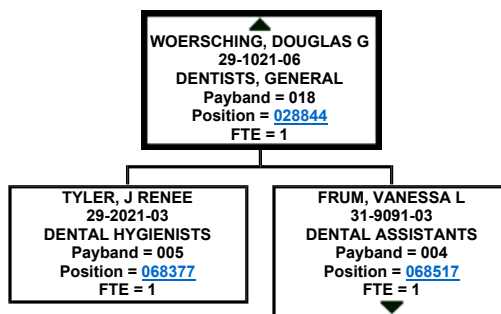 WOERSCHING, DOUGLAS G
29-1021-06
DENTISTS, GENERAL
Payband = 018
Position = 028844
FTE = 1
TYLER, J RENEE
29-2021-03
DENTAL HYGIENISTS
Payband = 005
Position = 068377
FTE = 1
FRUM, VANESSA L
31-9091-03
DENTAL ASSISTANTS
Payband = 004
Position = 068517
FTE = 1